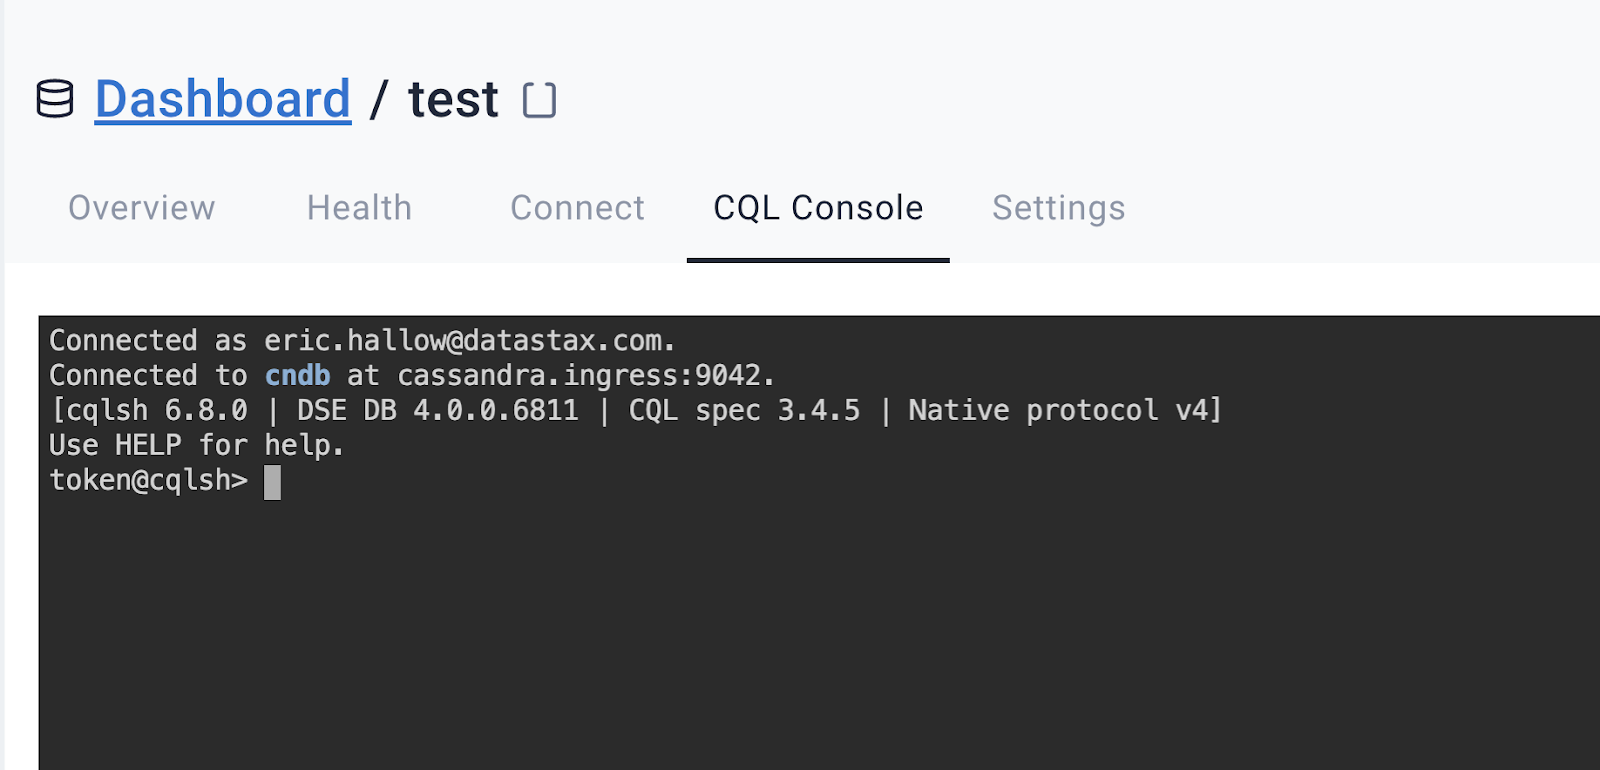 Dashboard / test
Overview Health Connect CQL Console Settings
Connected as eric.hallow@datastax.com.
Connected to cndb at cassandra.ingress:9042.
[cqlsh 6.8.0 | DSE DB 4.0.0.6811 | CQL spec 3.4.5 | Native protocol v4]
Use HELP for help.
token@cqlsh>